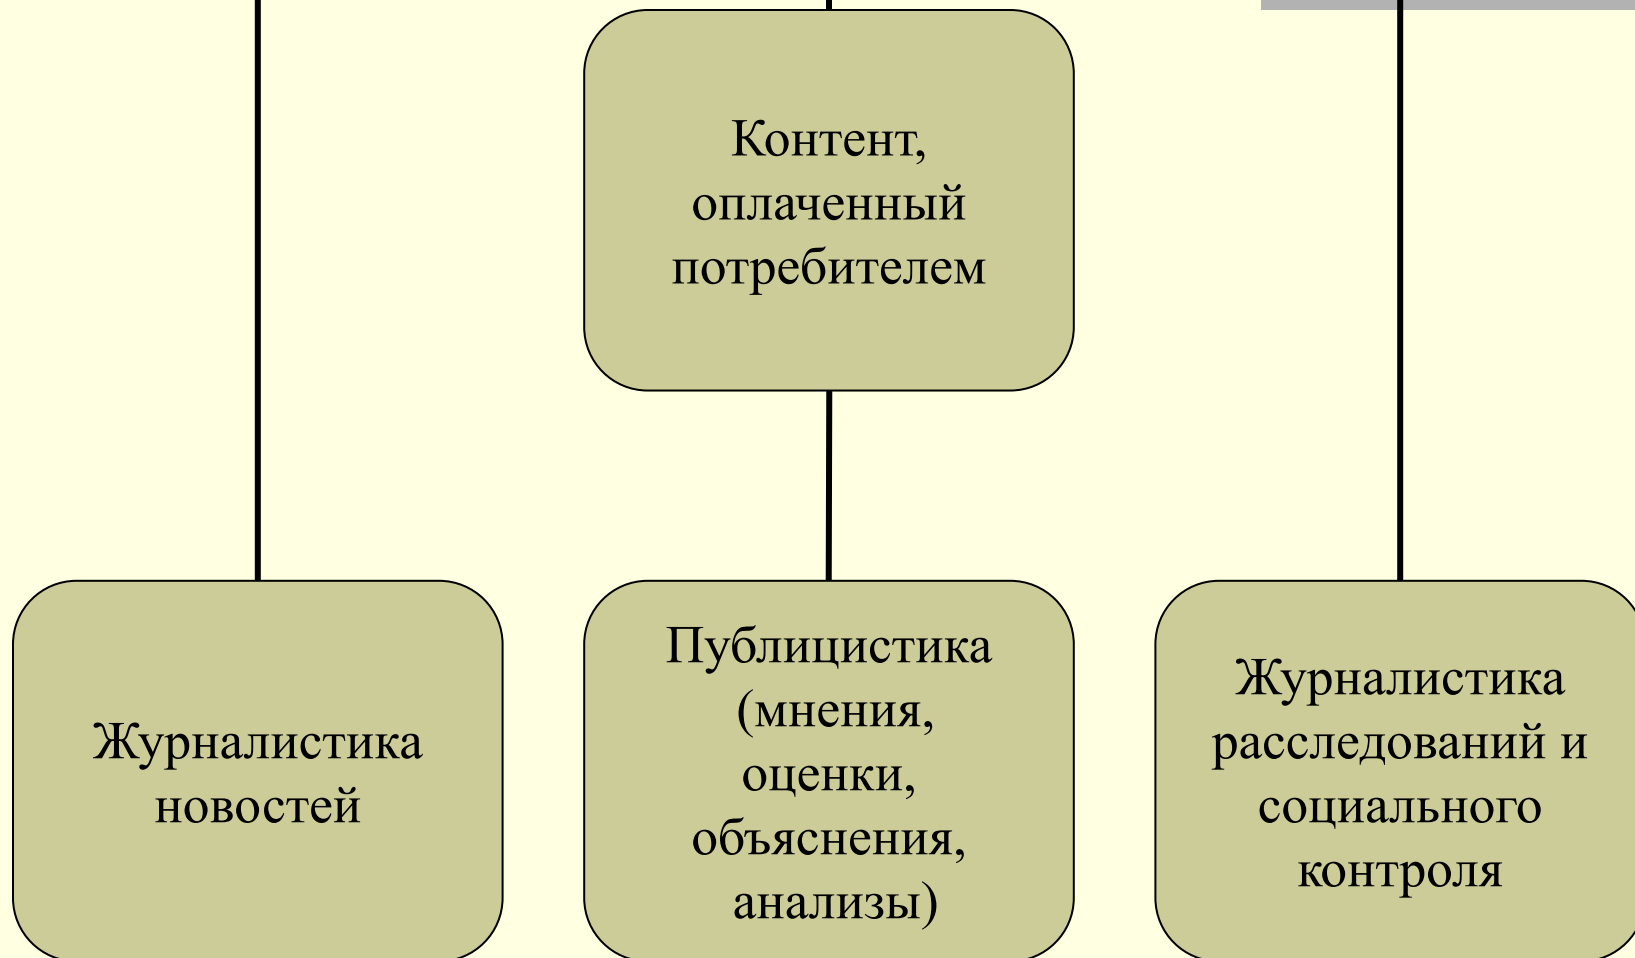 Контент,
оплаченный
потребителем
Журналистика
новостей
Публицистика
(мнения,
оценки,
объяснения,
анализы)
Журналистика
расследований и
социального
контроля